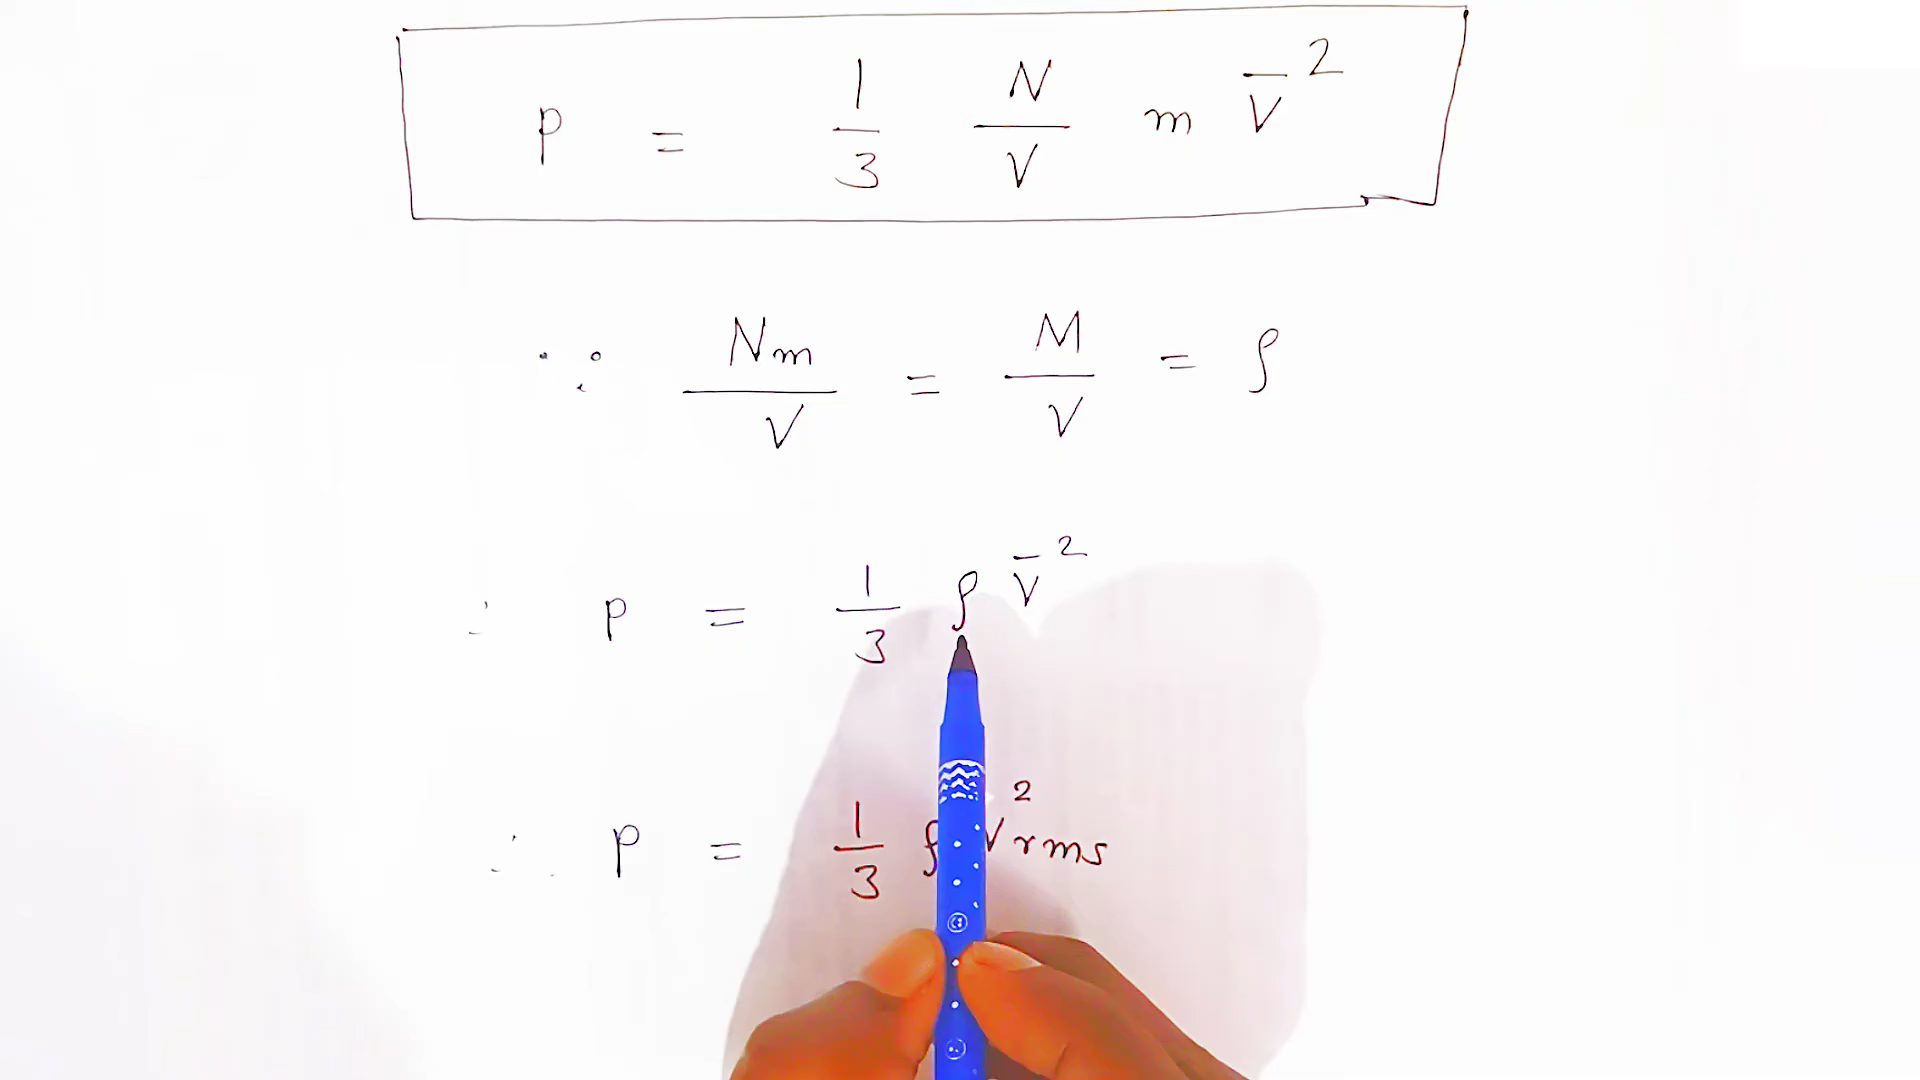 P = 1/3 N/V m V̅²
∵ Nm/V = M/V = ρ
∴ P = 1/3 ρ V̅²
∴ P = 1/3 ρ V²rms